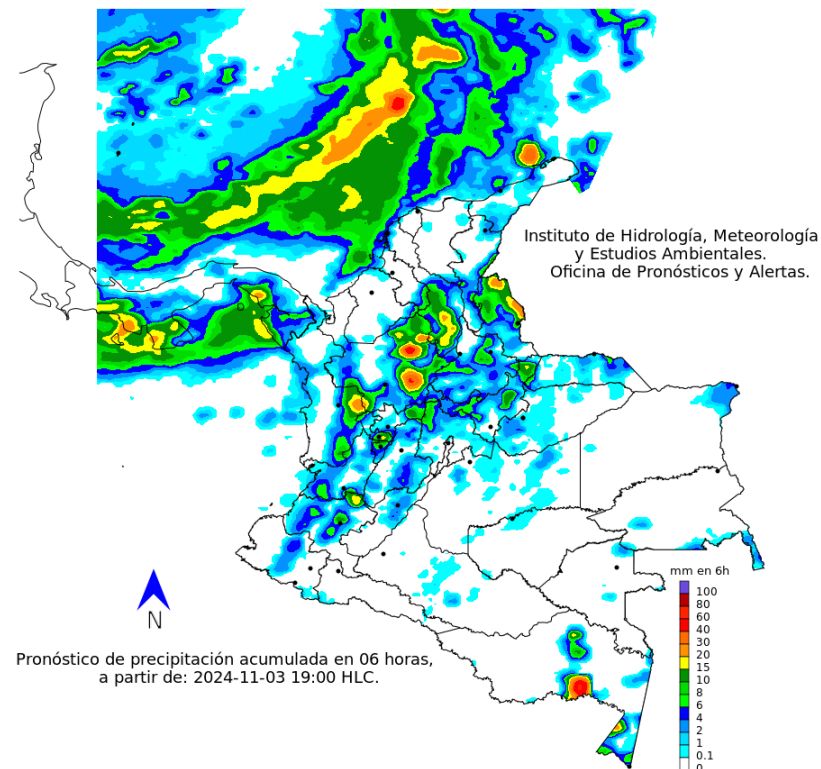 Instituto de Hidrología, Meteorología
y Estudios Ambientales.
Oficina de Pronósticos y Alertas.
mm en 6h
100
80
60
40
30
20
15
10
8
6
4
2
1
0.1
0
N
Pronóstico de precipitación acumulada en 06 horas,
a partir de: 2024-11-03 19:00 HLC.